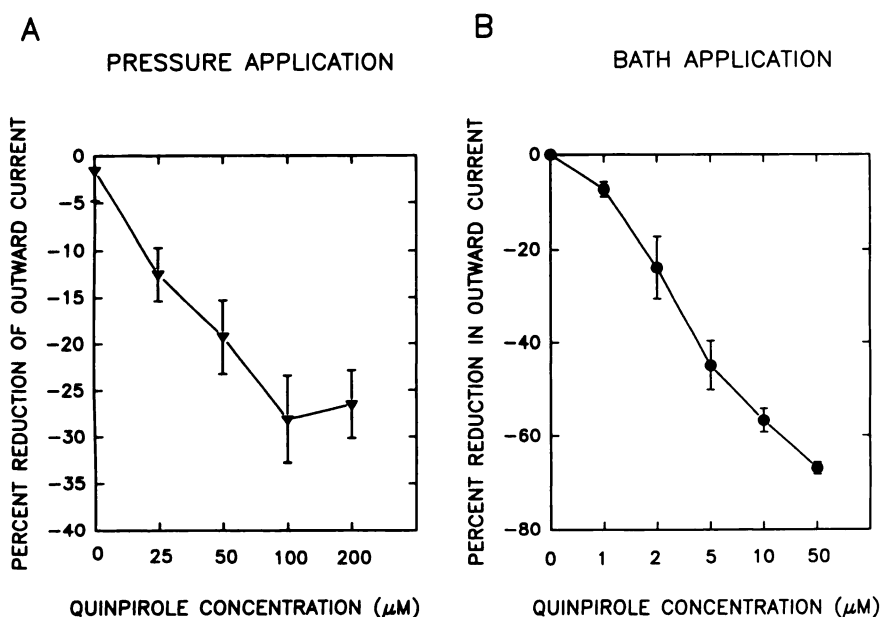 A
PRESSURE APPLICATION
PERCENT REDUCTION OF OUTWARD CURRENT
-0
-5
-10
-15
-20
-25
-30
-35
-40
0 25 50 100 200
QUINPIROLE CONCENTRATION (μM)
B
BATH APPLICATION
PERCENT REDUCTION IN OUTWARD CURRENT
0
-20
-40
-60
-80
0 1 2 5 10 50
QUINPIROLE CONCENTRATION (μM)